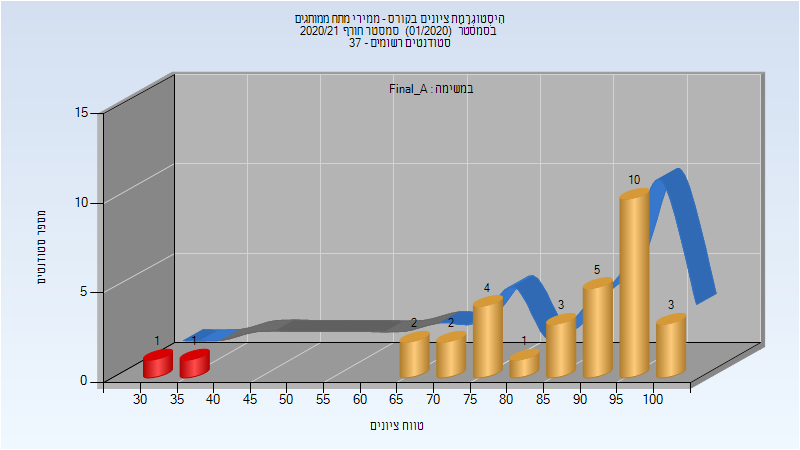 היסטוגרמת ציונים בקורס - ממירי מתח ממותגים
בסמסטר (01/2020) סמסטר חורף 2020/21
סטודנטים רשומים - 37
במשימה : Final_A
מספר סטודנטים
15
10
5
0
1
1
2
2
4
1
3
5
10
3
30 35 40 45 50 55 60 65 70 75 80 85 90 95 100
טווח ציונים